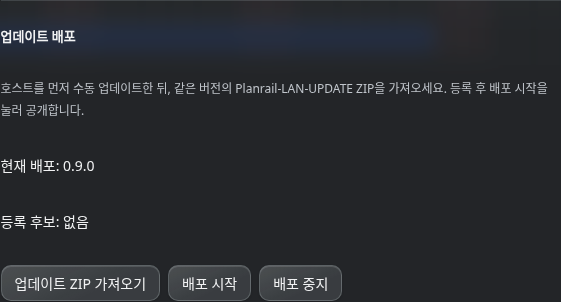 업데이트 배포
호스트를 먼저 수동 업데이트한 뒤, 같은 버전의 Planrail-LAN-UPDATE ZIP을 가져오세요. 등록 후 배포 시작을
눌러 공개합니다.
현재 배포: 0.9.0
등록 후보: 없음
업데이트 ZIP 가져오기 배포 시작 배포 중지